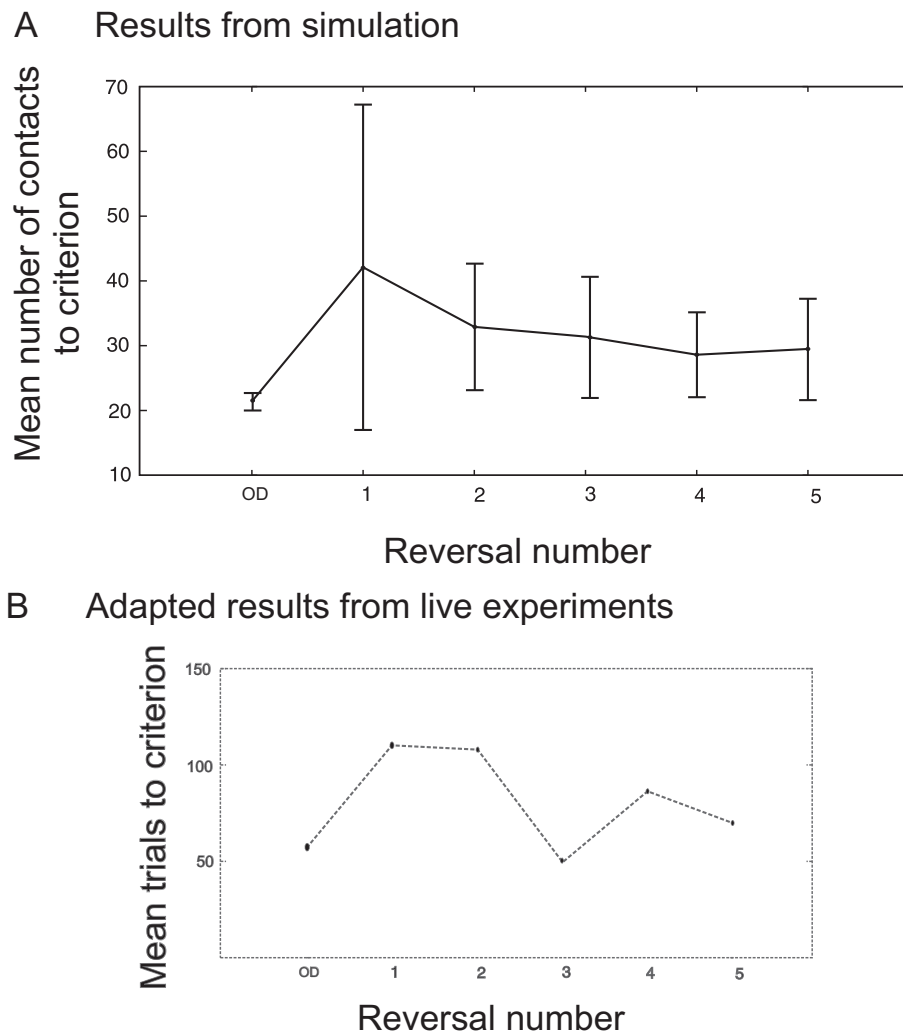 A Results from simulation
Mean number of contacts
to criterion
70
60
50
40
30
20
10
OD 1 2 3 4 5
Reversal number
B Adapted results from live experiments
Mean trials to criterion
150
100
50
OD 1 2 3 4 5
Reversal number